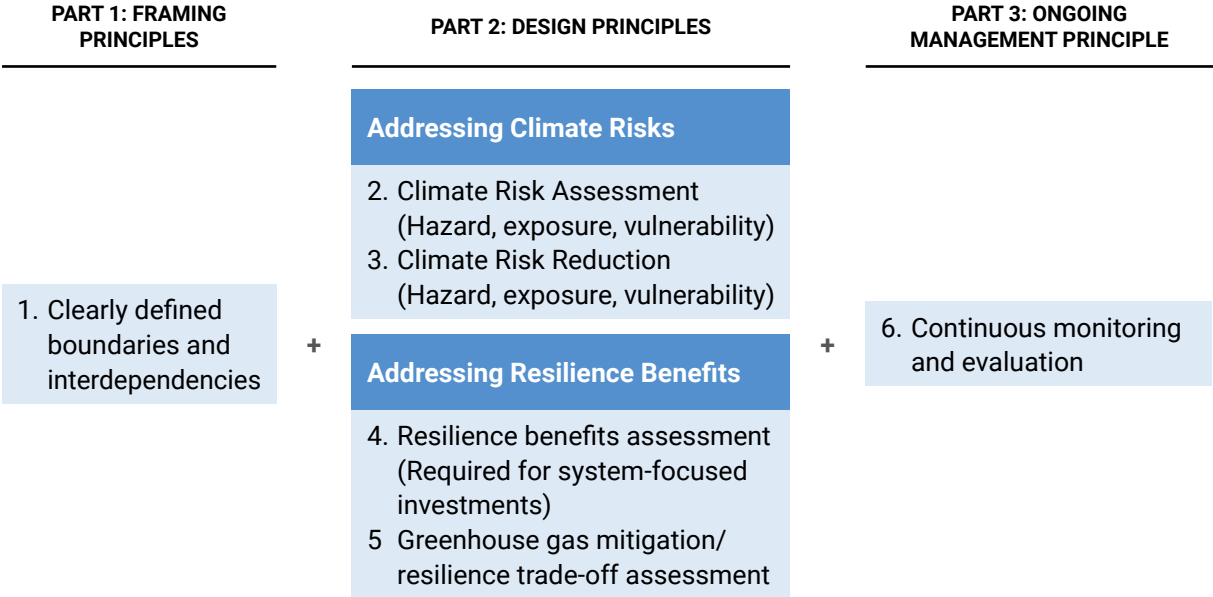 PART 1: FRAMING
PRINCIPLES
PART 2: DESIGN PRINCIPLES
PART 3: ONGOING
MANAGEMENT PRINCIPLE
1. Clearly defined
boundaries and
interdependencies
+
Addressing Climate Risks
2. Climate Risk Assessment
(Hazard, exposure, vulnerability)
3. Climate Risk Reduction
(Hazard, exposure, vulnerability)
Addressing Resilience Benefits
4. Resilience benefits assessment
(Required for system-focused
investments)
5 Greenhouse gas mitigation/
resilience trade-off assessment
+
6. Continuous monitoring
and evaluation